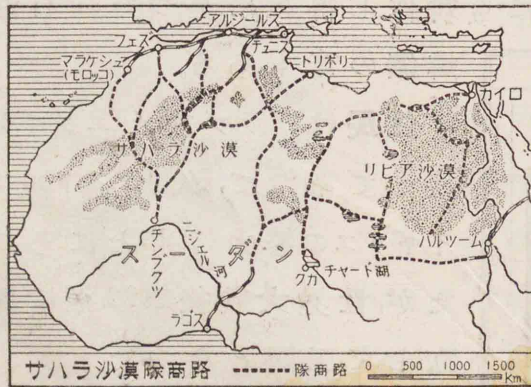 アルジールス
フェズ
チュニス
マラケシュ
(モロッコ)
トリポリ
カイロ
サハラ沙漠
リビア沙漠
チンブクツ
スーダン
ニジェル河
ハルツーム
クカ
チャード湖
ラゴス
サハラ沙漠隊商路
隊商路
0 500 1000 1500
km.